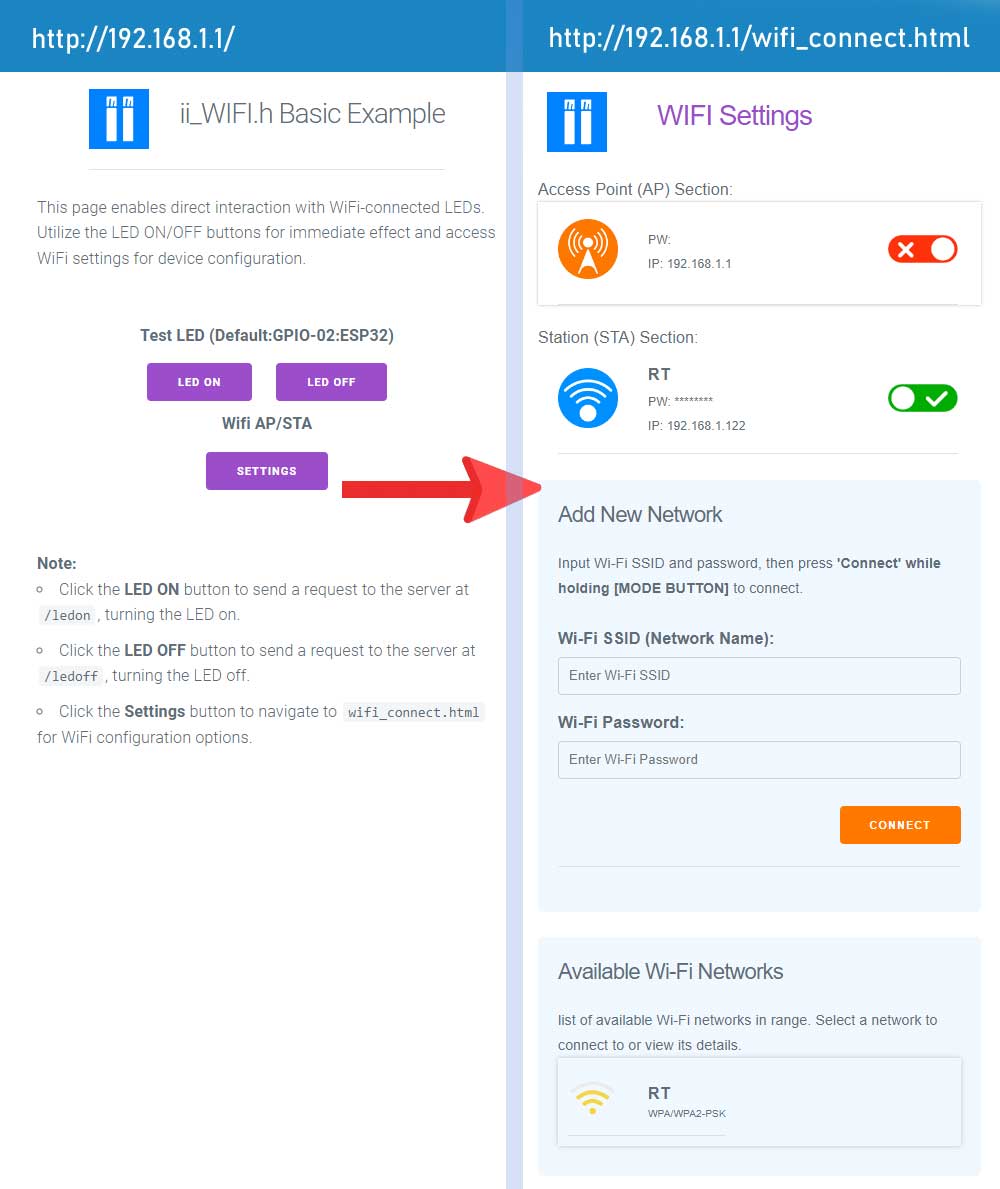 http://192.168.1.1/
ii_WIFI.h Basic Example
This page enables direct interaction with WiFi-connected LEDs.
Utilize the LED ON/OFF buttons for immediate effect and access
WiFi settings for device configuration.
Test LED (Default:GPIO-02:ESP32)
LED ON LED OFF
Wifi AP/STA
SETTINGS
Note:
Click the LED ON button to send a request to the server at
/ledon, turning the LED on.
Click the LED OFF button to send a request to the server at
/ledoff, turning the LED off.
Click the Settings button to navigate to wifi_connect.html
for WiFi configuration options.
http://192.168.1.1/wifi_connect.html
WIFI Settings
Access Point (AP) Section:
PW:
IP: 192.168.1.1
Station (STA) Section:
RT
PW: ********
IP: 192.168.1.122
Add New Network
Input Wi-Fi SSID and password, then press 'Connect' while
holding [MODE BUTTON] to connect.
Wi-Fi SSID (Network Name):
Enter Wi-Fi SSID
Wi-Fi Password:
Enter Wi-Fi Password
CONNECT
Available Wi-Fi Networks
list of available Wi-Fi networks in range. Select a network to
connect to or view its details.
RT
WPA/WPA2-PSK